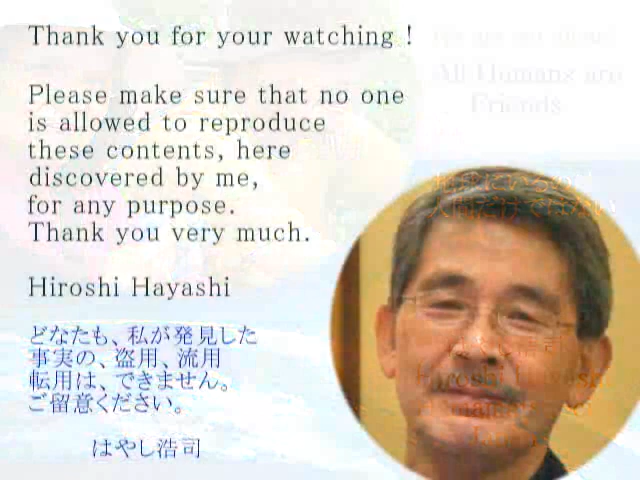 Thank you for your watching !
Please make sure that no one
is allowed to reproduce
these contents, here
discovered by me,
for any purpose.
Thank you very much.
Hiroshi Hayashi
どなたも、私が発見した
事実の、盗用、流用
転用は、できません。
ご留意ください。
はやし浩司
All Humans are
Friends